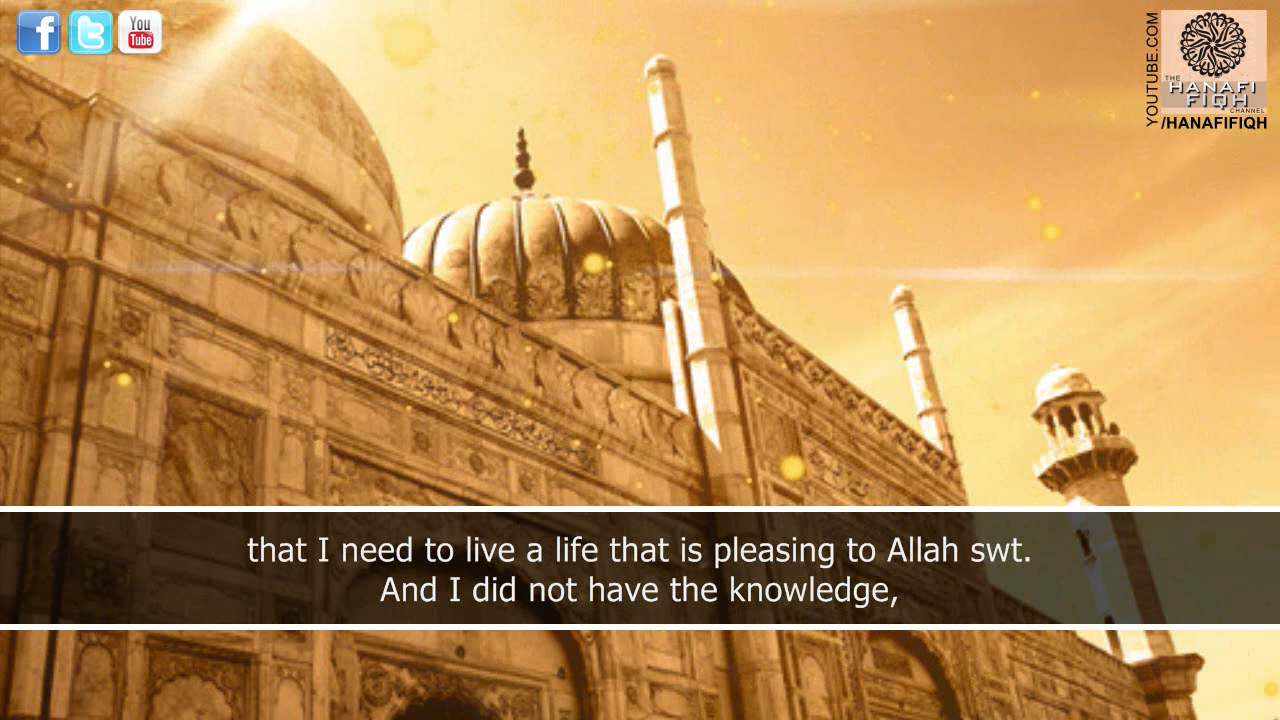 f
t
You
Tube
YOUTUBE.COM
THE
HANAFI
FIQH
CHANNEL
/HANAFIFIQH
that I need to live a life that is pleasing to Allah swt.
And I did not have the knowledge,